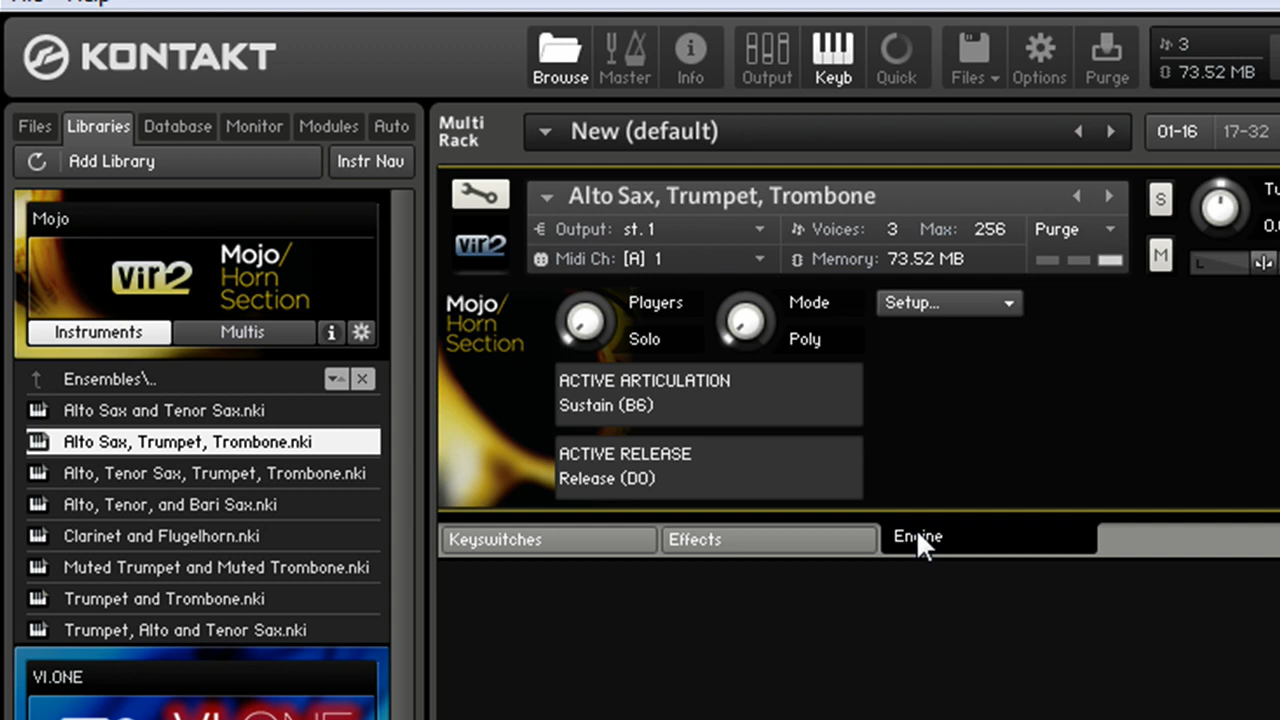 File Help
KONTAKT
Browse Master Info Output Keyb Quick Files Options Purge
3
73.52 MB
Files Libraries Database Monitor Modules Auto
Add Library Instr Nav
Multi Rack
New (default)
01-16 17-32
Mojo
VIR2
Mojo/
Horn
Section
Instruments Multis i
Ensembles\..
Alto Sax and Tenor Sax.nki
Alto Sax, Trumpet, Trombone.nki
Alto, Tenor Sax, Trumpet, Trombone.nki
Alto, Tenor, and Bari Sax.nki
Clarinet and Flugelhorn.nki
Muted Trumpet and Muted Trombone.nki
Trumpet and Trombone.nki
Trumpet, Alto and Tenor Sax.nki
VI.ONE
Alto Sax, Trumpet, Trombone
S
VIR2
Output: st.1 Voices: 3 Max: 256 Purge
Midi Ch: [A] 1 Memory: 73.52 MB
M
L
Mojo/
Horn
Section
Players
Solo
Mode
Poly
Setup...
ACTIVE ARTICULATION
Sustain (B6)
ACTIVE RELEASE
Release (D0)
Keyswitches Effects Engine